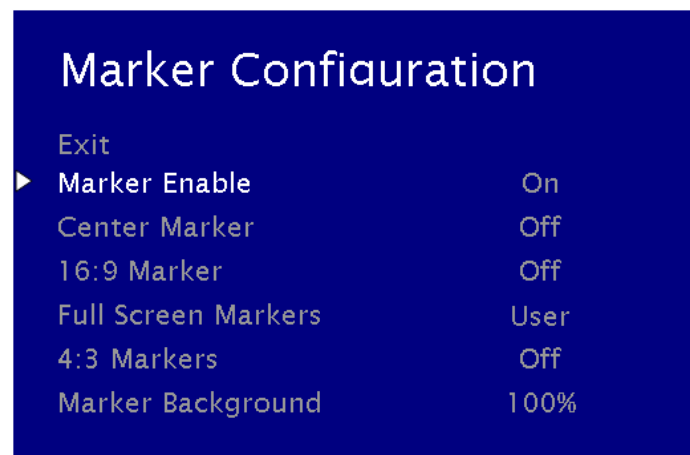 Marker Configuration
Exit
Marker Enable On
Center Marker Off
16:9 Marker Off
Full Screen Markers User
4:3 Markers Off
Marker Background 100%